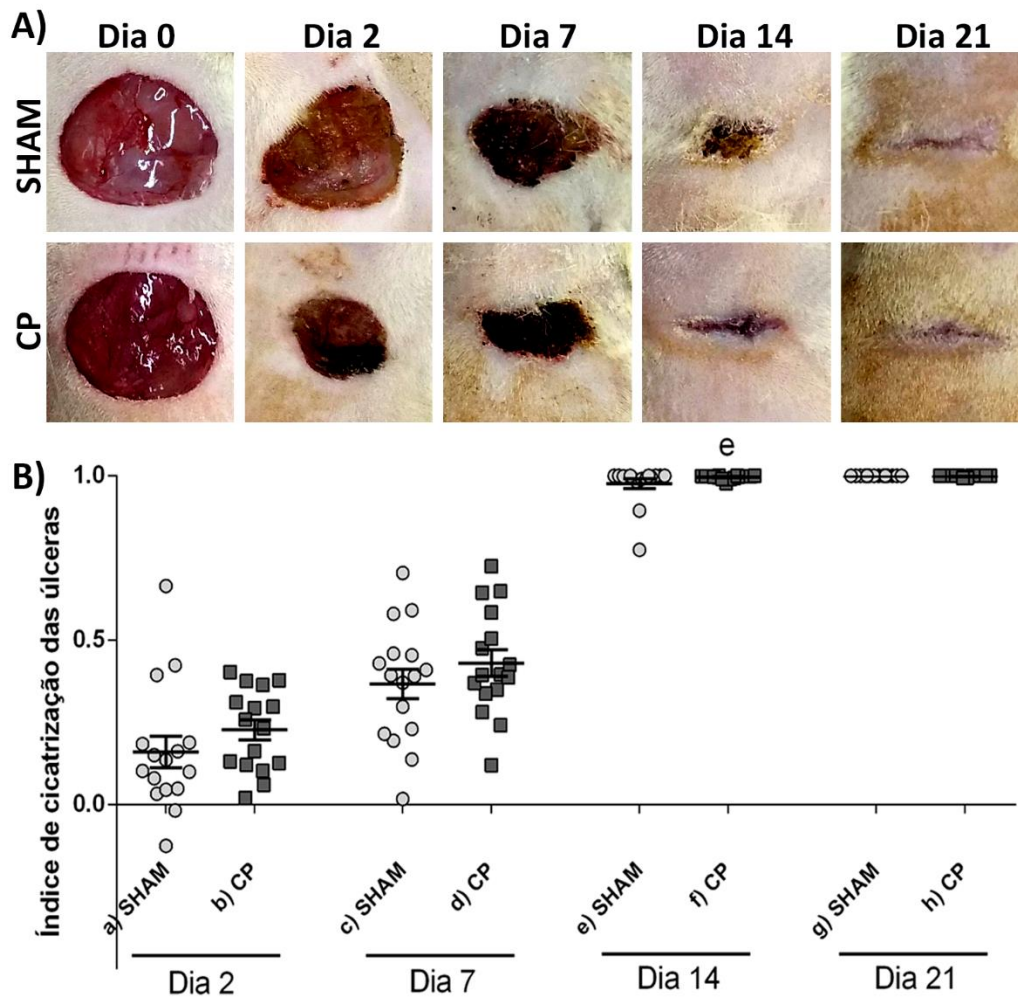 A)
Dia 0 Dia 2 Dia 7 Dia 14 Dia 21
SHAM
CP
B)
Índice de cicatrização das úlceras
1.0
0.5
0.0
e
a) SHAM b) CP c) SHAM d) CP e) SHAM f) CP g) SHAM h) CP
Dia 2 Dia 7 Dia 14 Dia 21